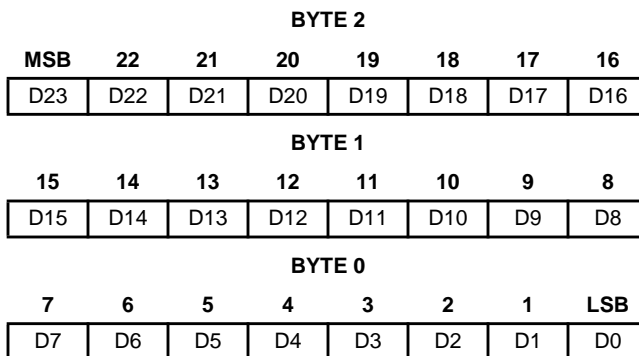 BYTE 2
MSB 22 21 20 19 18 17 16
D23 D22 D21 D20 D19 D18 D17 D16
BYTE 1
15 14 13 12 11 10 9 8
D15 D14 D13 D12 D11 D10 D9 D8
BYTE 0
7 6 5 4 3 2 1 LSB
D7 D6 D5 D4 D3 D2 D1 D0